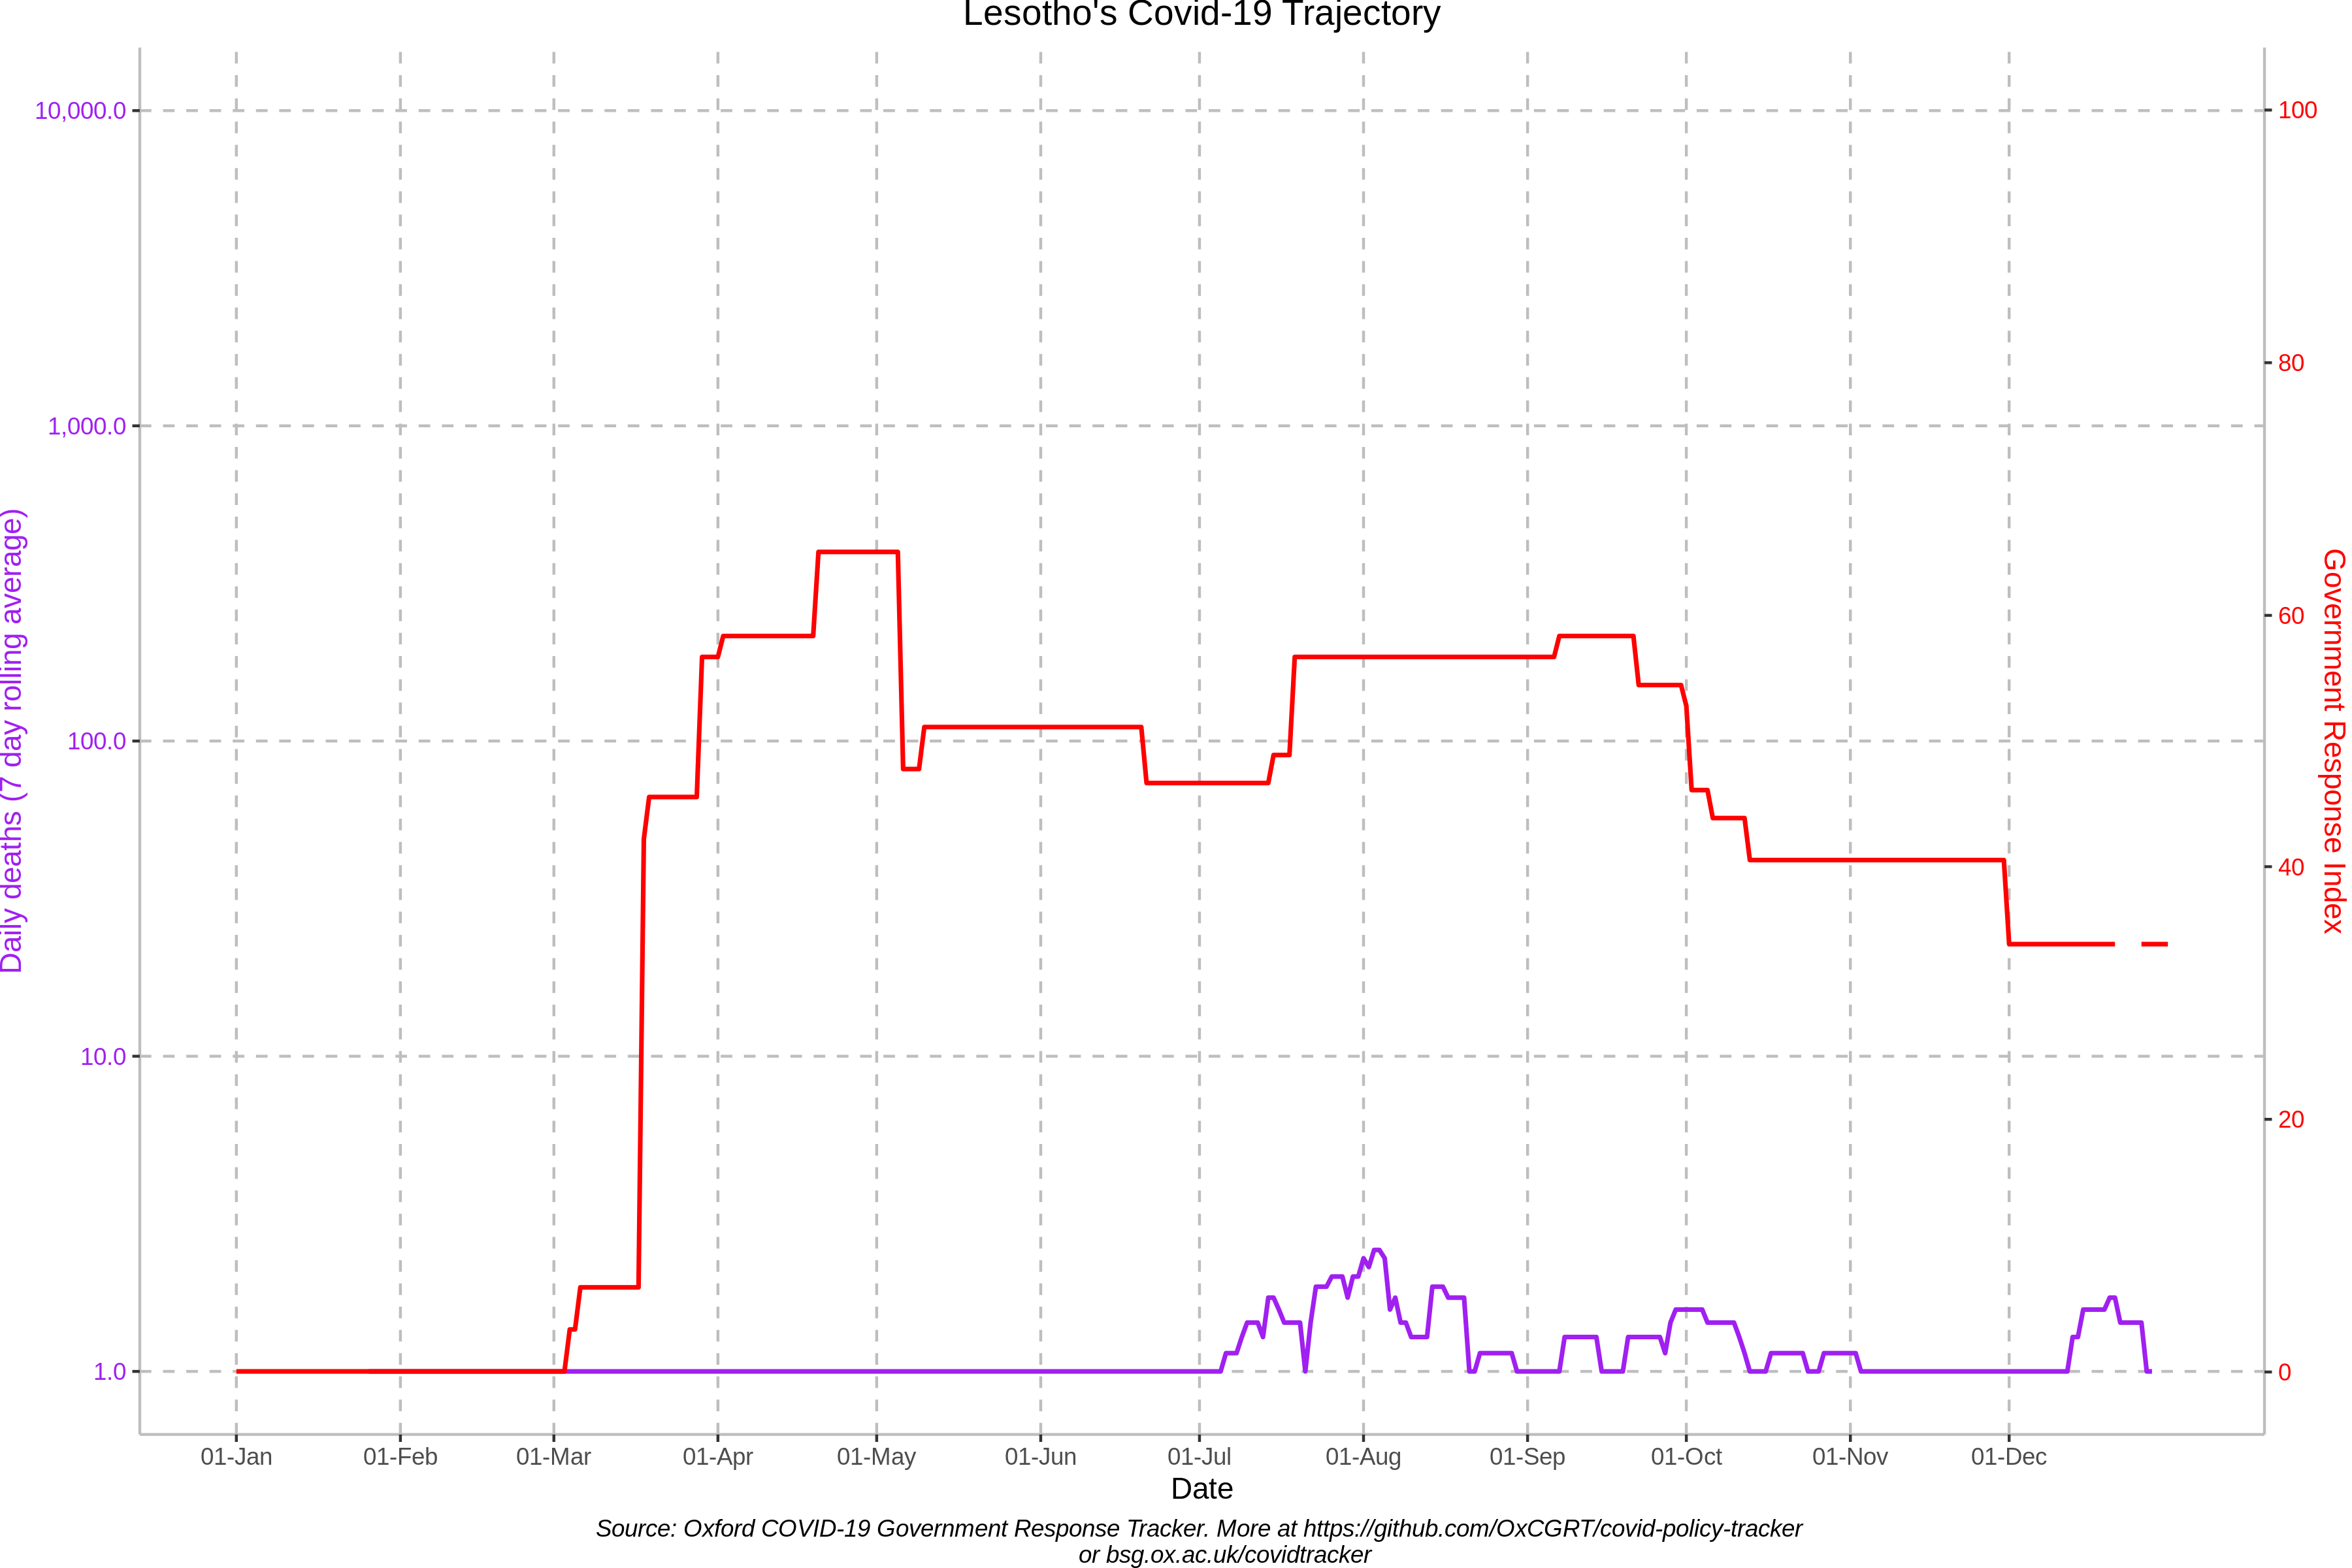 Lesotho's Covid-19 Trajectory
10,000.0
1,000.0
100.0
10.0
1.0
Daily deaths (7 day rolling average)
100
80
60
40
20
0
Government Response Index
01-Jan 01-Feb 01-Mar 01-Apr 01-May 01-Jun 01-Jul 01-Aug 01-Sep 01-Oct 01-Nov 01-Dec
Date
Source: Oxford COVID-19 Government Response Tracker. More at https://github.com/OxCGRT/covid-policy-tracker
or bsg.ox.ac.uk/covidtracker